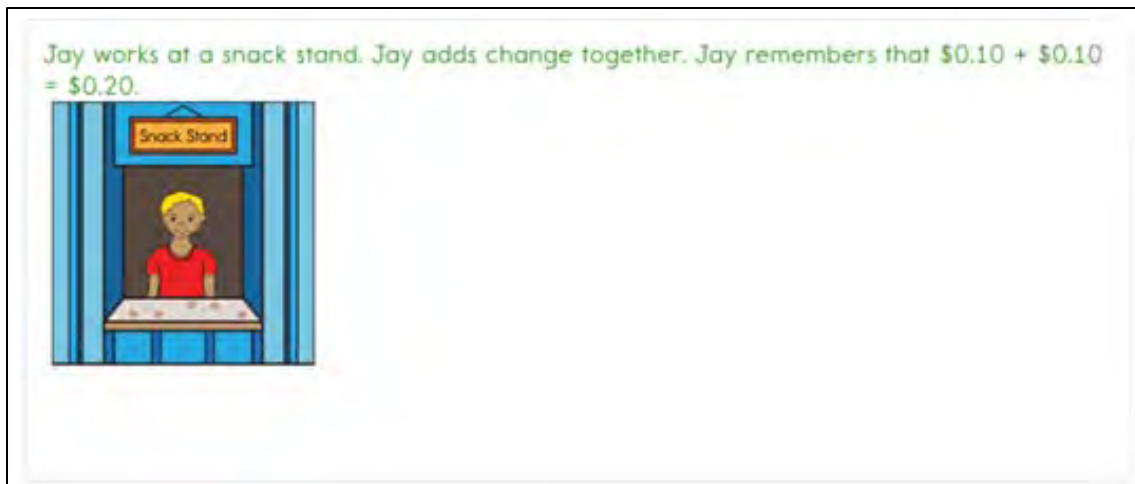 Jay works at a snack stand. Jay adds change together. Jay remembers that $0.10 + $0.10
= $0.20.
Snack Stand